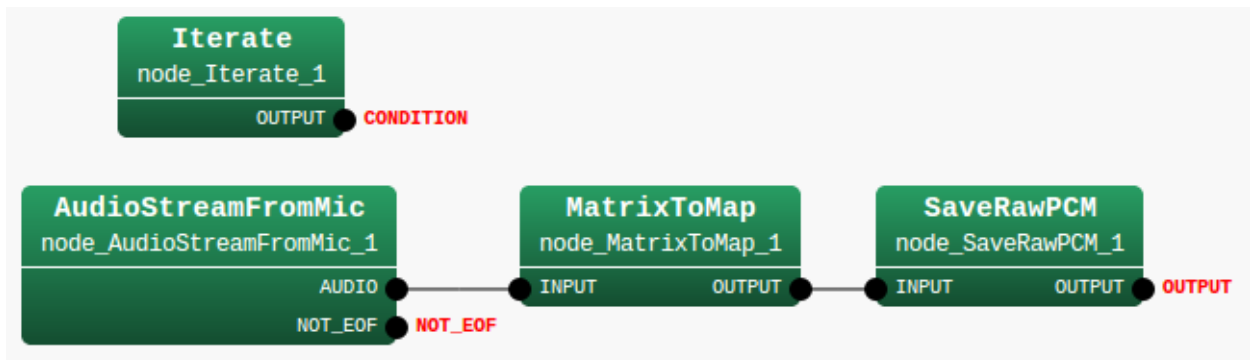 Iterate
node_Iterate_1
OUTPUT CONDITION
AudioStreamFromMic
node_AudioStreamFromMic_1
AUDIO
NOT_EOF NOT_EOF
MatrixToMap
node_MatrixToMap_1
INPUT OUTPUT
SaveRawPCM
node_SaveRawPCM_1
INPUT OUTPUT OUTPUT